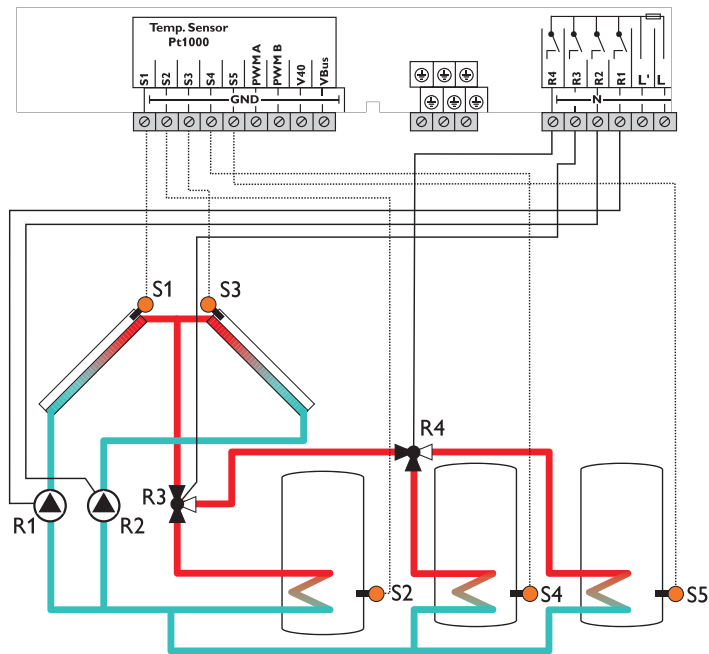 Temp. Sensor
Pt1000
S1
S2
S3
S4
S5
PWM A
PWM B
V40
VBus
GND
R4
R3
R2
R1
L'
L
N
S1
S3
R4
R3
R1
R2
S2
S4
S5